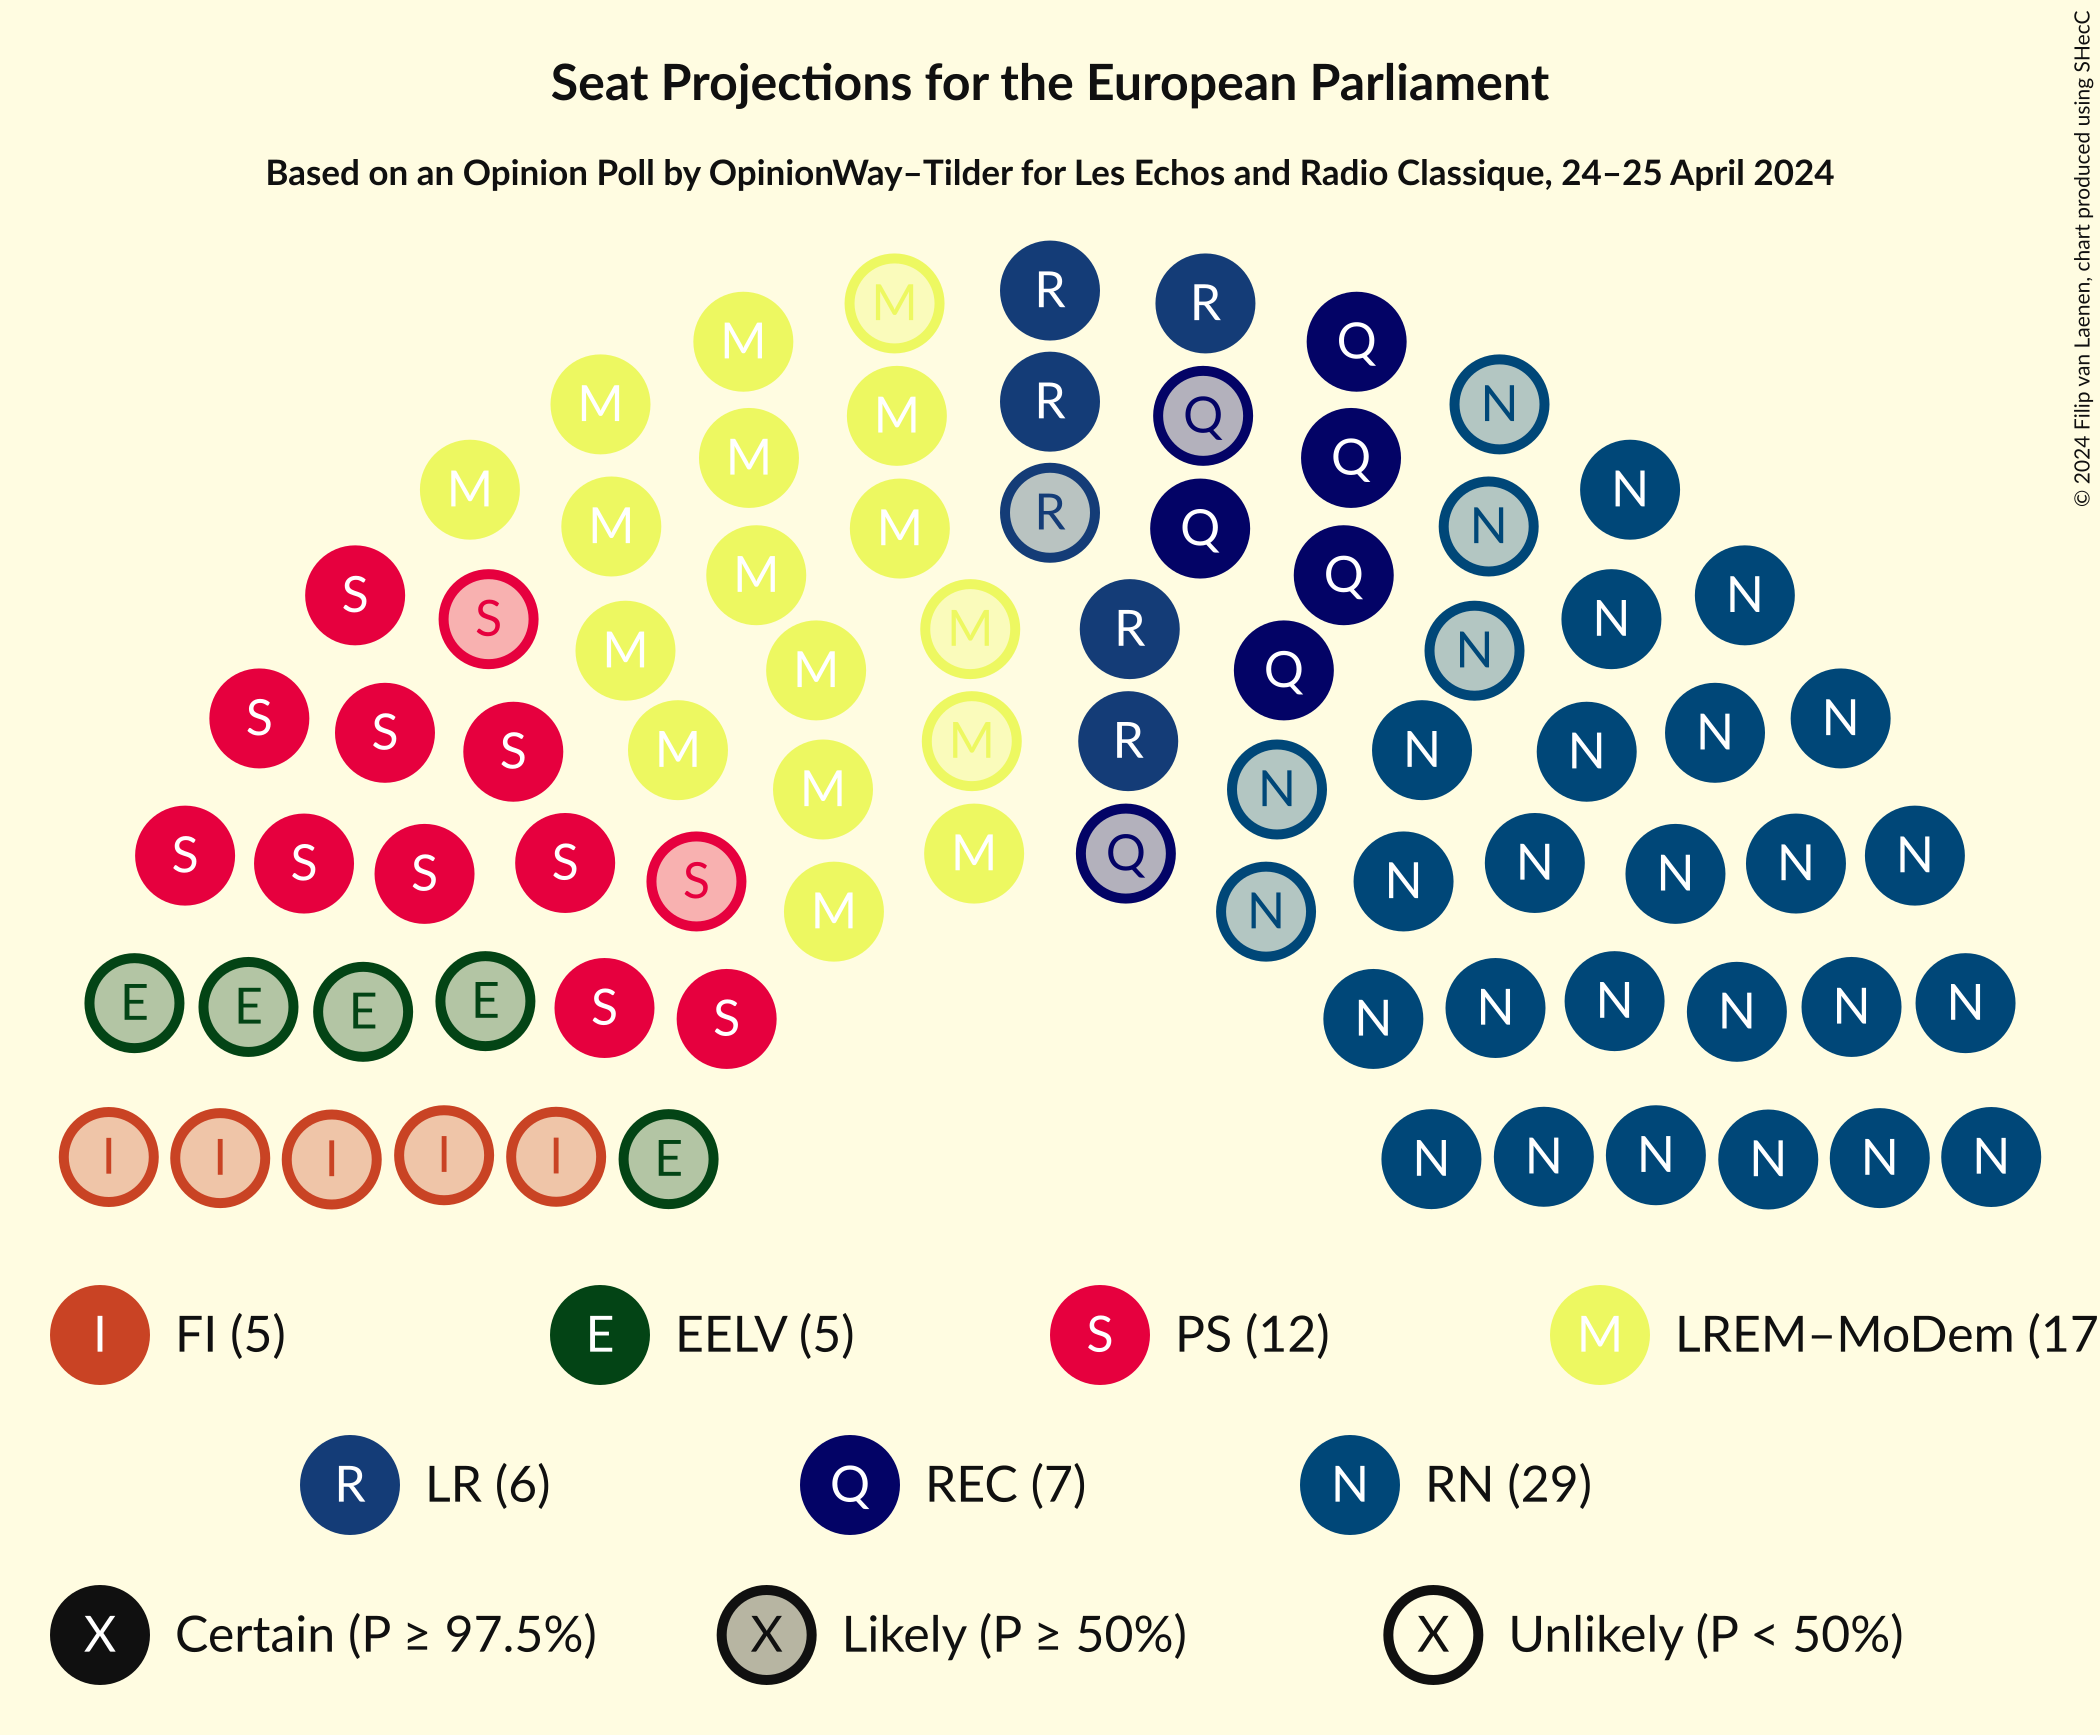 Seat Projections for the European Parliament
Based on an Opinion Poll by OpinionWay–Tilder for Les Echos and Radio Classique, 24–25 April 2024
© 2024 Filip van Laenen, chart produced using SHecC
R
M R
M Q
M R Q N
M M Q
M M N
R
M M Q N
S M Q N
S M R N
M Q N
S S S M M R N N N N
M N
S S S S S M Q N N N N N
M N
E E E E S S N N N N N N
I I I I I E N N N N N N
I FI (5) E EELV (5) S PS (12) M LREM–MoDem (17
R LR (6) Q REC (7) N RN (29)
X Certain (P ≥ 97.5%) X Likely (P ≥ 50%) X Unlikely (P < 50%)